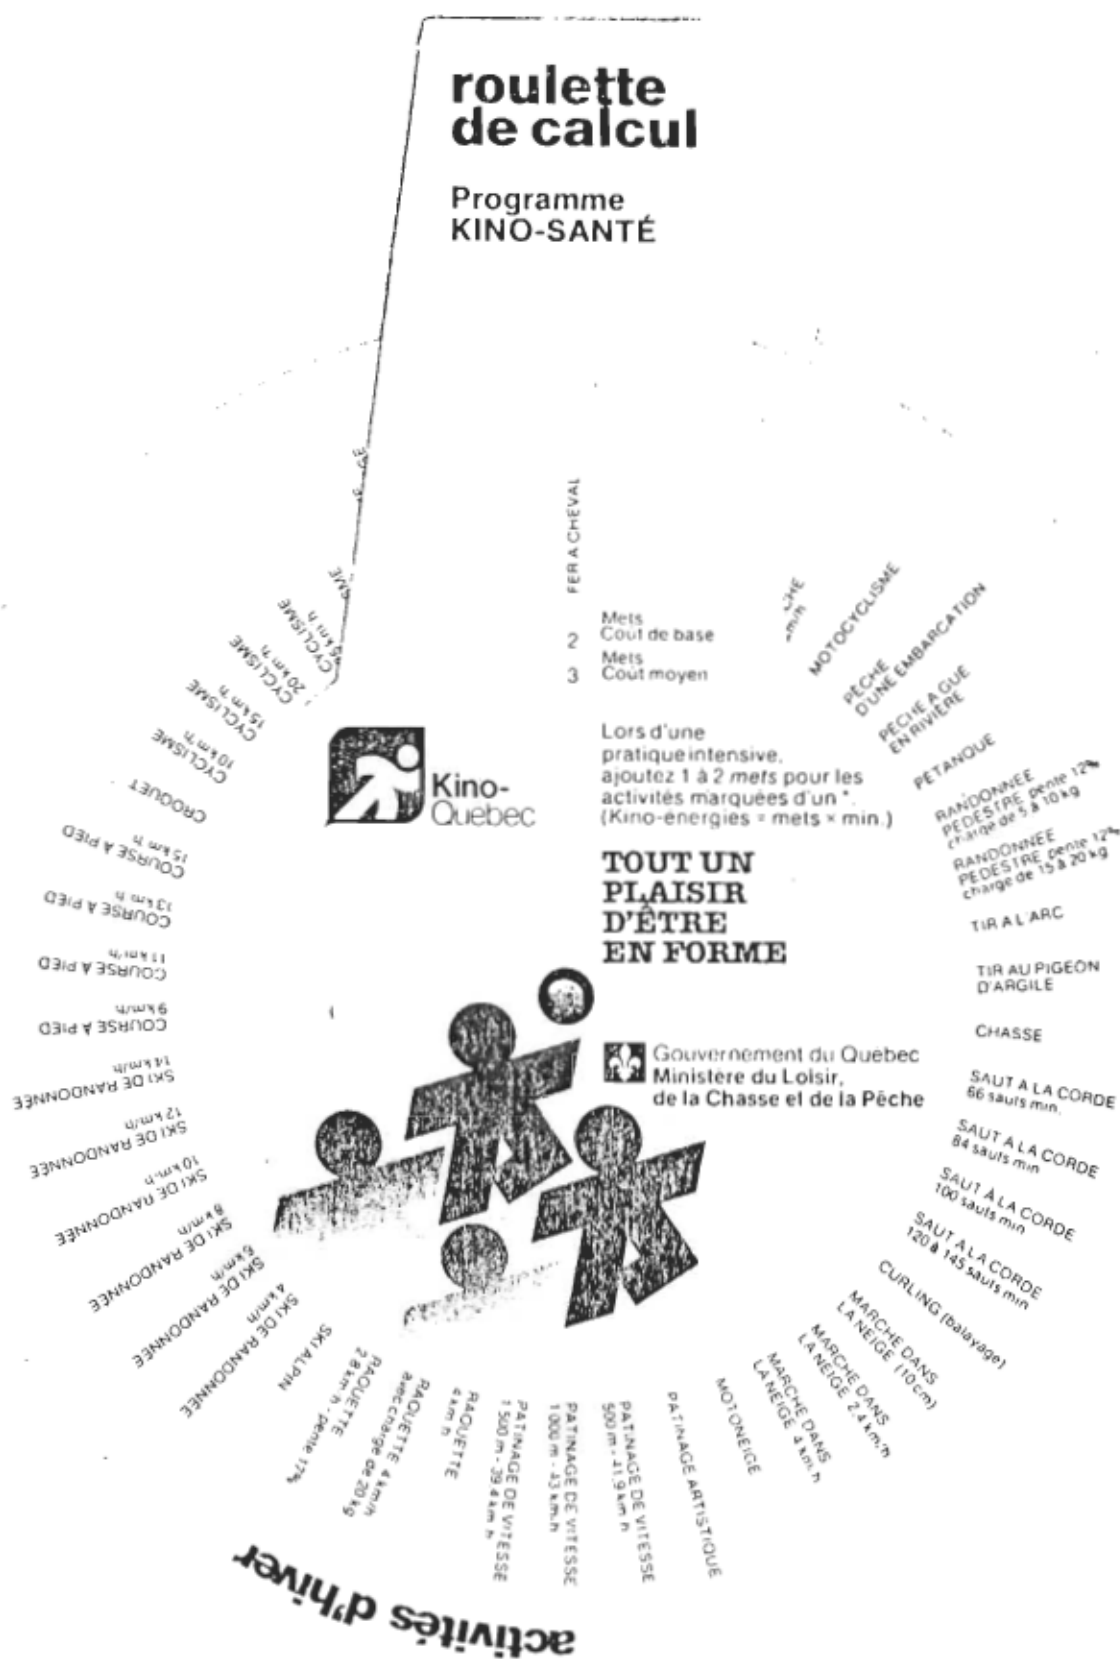 roulette
de calcul
Programme
KINO-SANTÉ
FER A CHEVAL
2
Mets
Coût de base
3
Mets
Coût moyen
Lors d'une
pratique intensive,
ajoutez 1 à 2 mets pour les
activités marquées d'un *.
(Kino-énergies = mets × min.)
Kino-
Québec
TOUT UN
PLAISIR
D'ÊTRE
EN FORME
Gouvernement du Québec
Ministère du Loisir,
de la Chasse et de la Pêche
MOTOCYCLISME
PÊCHE
D'UNE EMBARCATION
PÊCHE A GUÉ
EN RIVIÈRE
PETANQUE
RANDONNÉE
PEDESTRE pente 12%
charge de 5 à 10 kg
RANDONNEE
PEDESTRE pente 12%
charge de 15 à 20 kg
TIR A L'ARC
TIR AU PIGEON
D'ARGILE
CHASSE
SAUT A LA CORDE
66 sauts min.
SAUT A LA CORDE
84 sauts min
SAUT À LA CORDE
100 sauts min
SAUT A LA CORDE
120 à 145 sauts min
CURLING (balayage)
MARCHE DANS
LA NEIGE (10 cm)
MARCHE DANS
LA NEIGE 2,4 km/h
MARCHE DANS
LA NEIGE 4 km.h
MOTONEIGE
PATINAGE ARTISTIQUE
PATINAGE DE VITESSE
500 m - 41,9 km h
PATINAGE DE VITESSE
1 000 m - 43 km.h
PATINAGE DE VITESSE
1 500 m - 39,4 km h
RAQUETTE
4 km h
RAQUETTE 4 km/h
avec charge de 20 kg
RAQUETTE
2,8 km h - pente 17%
SKI ALPIN
SKI DE RANDONNÉE
4 km/h
SKI DE RANDONNÉE
6 km/h
SKI DE RANDONNÉE
8 km/h
SKI DE RANDONNÉE
10 km.h
SKI DE RANDONNÉE
12 km/h
SKI DE RANDONNÉE
14 km/h
COURSE À PIED
9 km/h
COURSE À PIED
11 km/h
COURSE À PIED
13 km h
COURSE À PIED
15 km h
CROQUET
CYCLISME
10 km 'h
CYCLISME
15 km 'h
CYCLISME
20 km 'h
CYCLISME
activités d'hiver